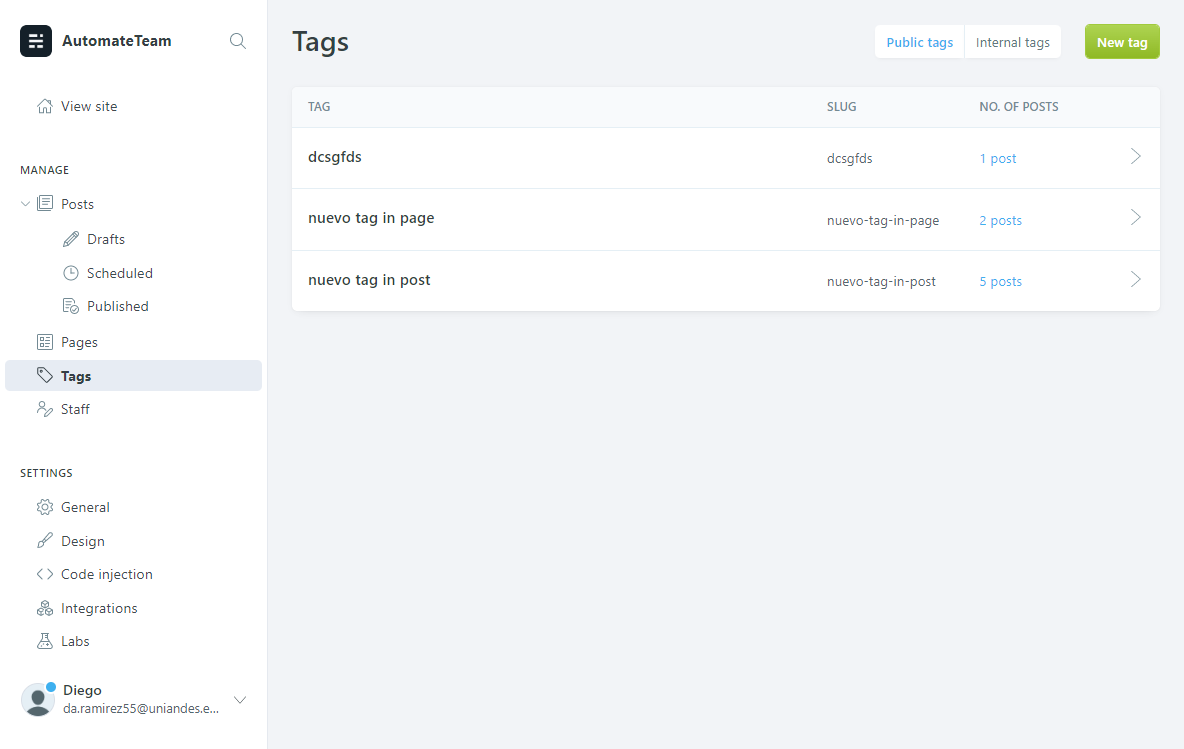 AutomateTeam
View site
MANAGE
Posts
Drafts
Scheduled
Published
Pages
Tags
Staff
SETTINGS
General
Design
Code injection
Integrations
Labs
Diego
da.ramirez55@uniandes.e...
Tags
Public tags Internal tags New tag
TAG SLUG NO. OF POSTS
dcsgfds dcsgfds 1 post
nuevo tag in page nuevo-tag-in-page 2 posts
nuevo tag in post nuevo-tag-in-post 5 posts